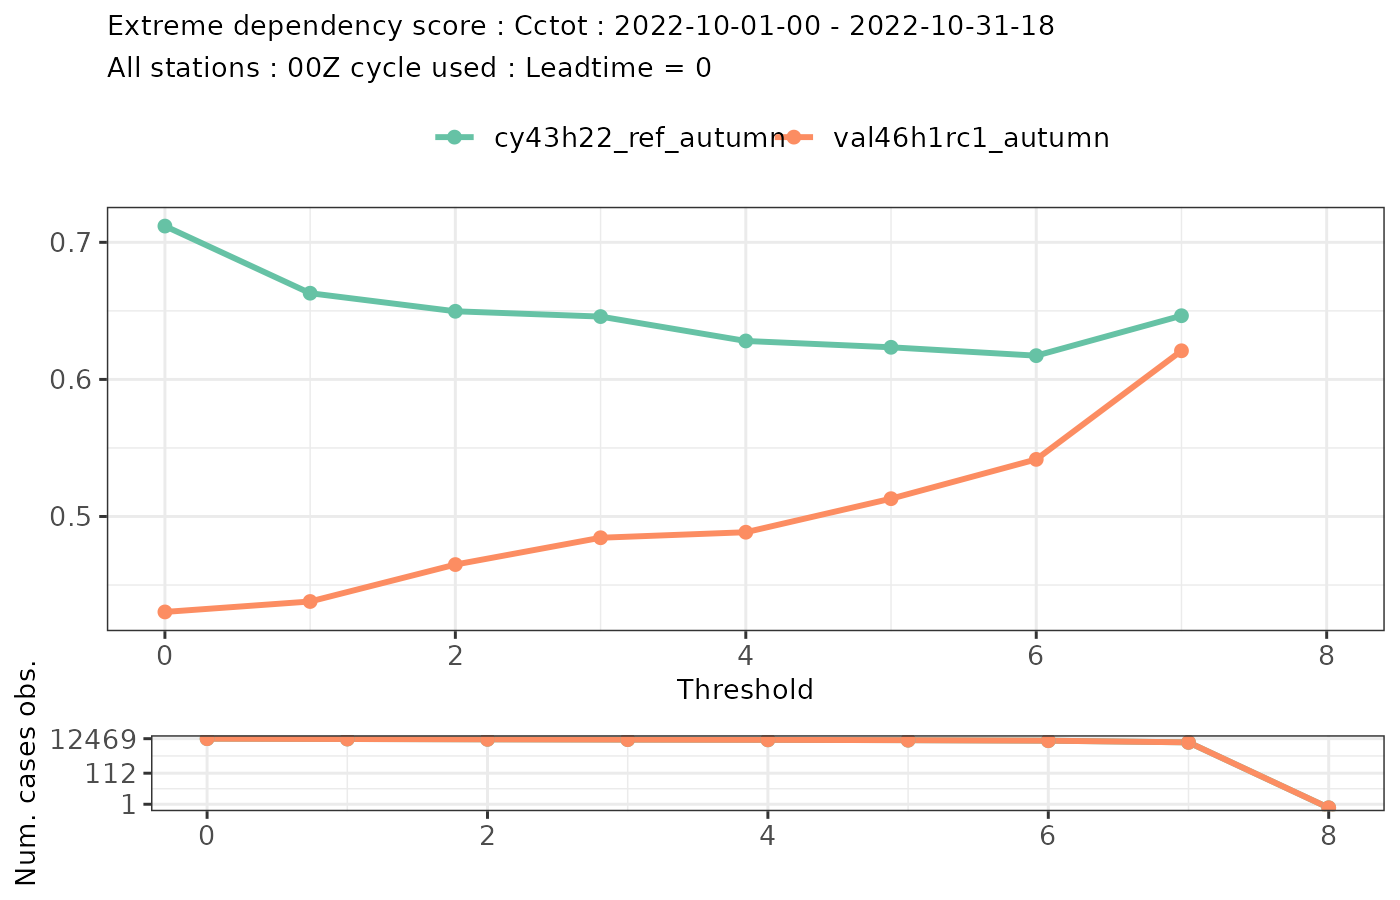 Extreme dependency score : Cctot : 2022-10-01-00 - 2022-10-31-18
All stations : 00Z cycle used : Leadtime = 0
cy43h22_ref_autumn val46h1rc1_autumn
0.7
0.6
0.5
0 2 4 6 8
Threshold
Num. cases obs.
12469
112
1
0 2 4 6 8